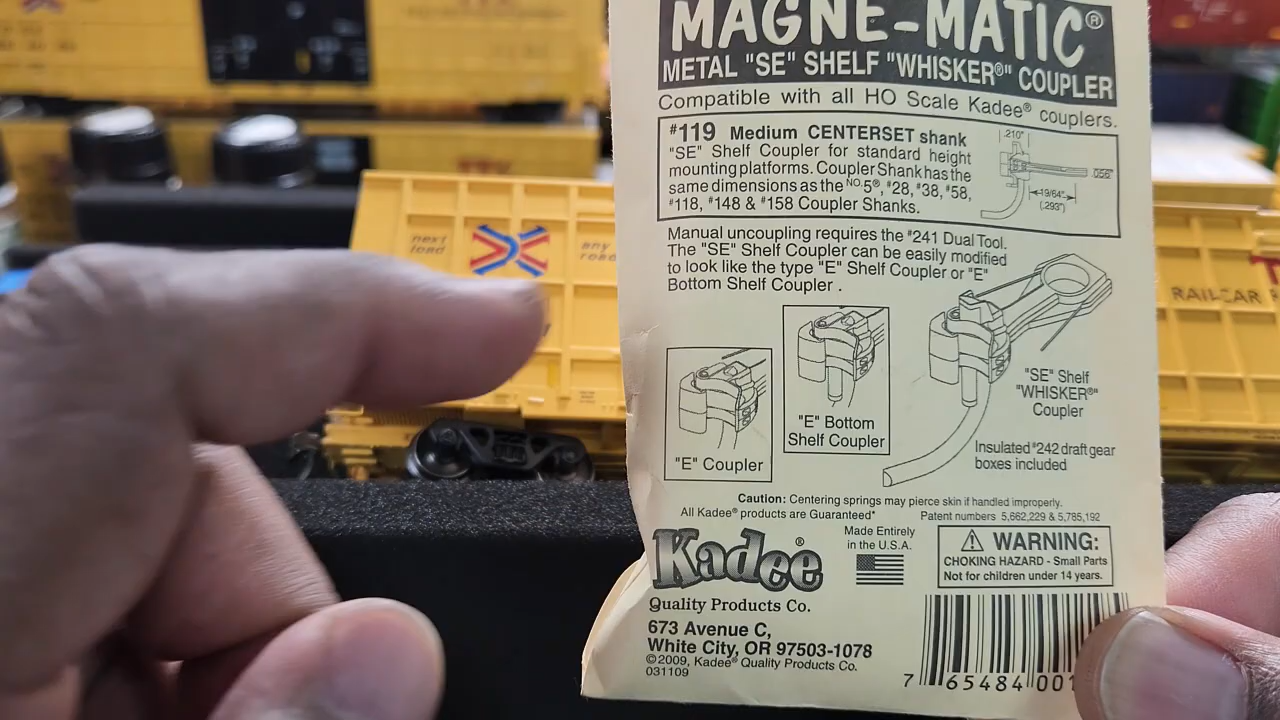 MAGNE-MATIC®
METAL "SE" SHELF "WHISKER®" COUPLER
Compatible with all HO Scale Kadee® couplers.
#119 Medium CENTERSET shank
"SE" Shelf Coupler for standard height
mounting platforms. Coupler Shank has the
same dimensions as the NO.5®, #28, #38, #58,
#118, #148 & #158 Coupler Shanks.
.210"
.056"
19/64"
(.293")
Manual uncoupling requires the #241 Dual Tool.
The "SE" Shelf Coupler can be easily modified
to look like the type "E" Shelf Coupler or "E"
Bottom Shelf Coupler .
"E" Coupler
"E" Bottom
Shelf Coupler
"SE" Shelf
"WHISKER®"
Coupler
Insulated #242 draft gear
boxes included
Caution: Centering springs may pierce skin if handled improperly.
All Kadee® products are Guaranteed*
Patent numbers 5,662,229 & 5,785,192
Kadee®
Quality Products Co.
673 Avenue C,
White City, OR 97503-1078
©2009, Kadee® Quality Products Co.
031109
Made Entirely
in the U.S.A.
WARNING:
CHOKING HAZARD - Small Parts
Not for children under 14 years.
7 65484 001
next
load
any
road
RAILCAR